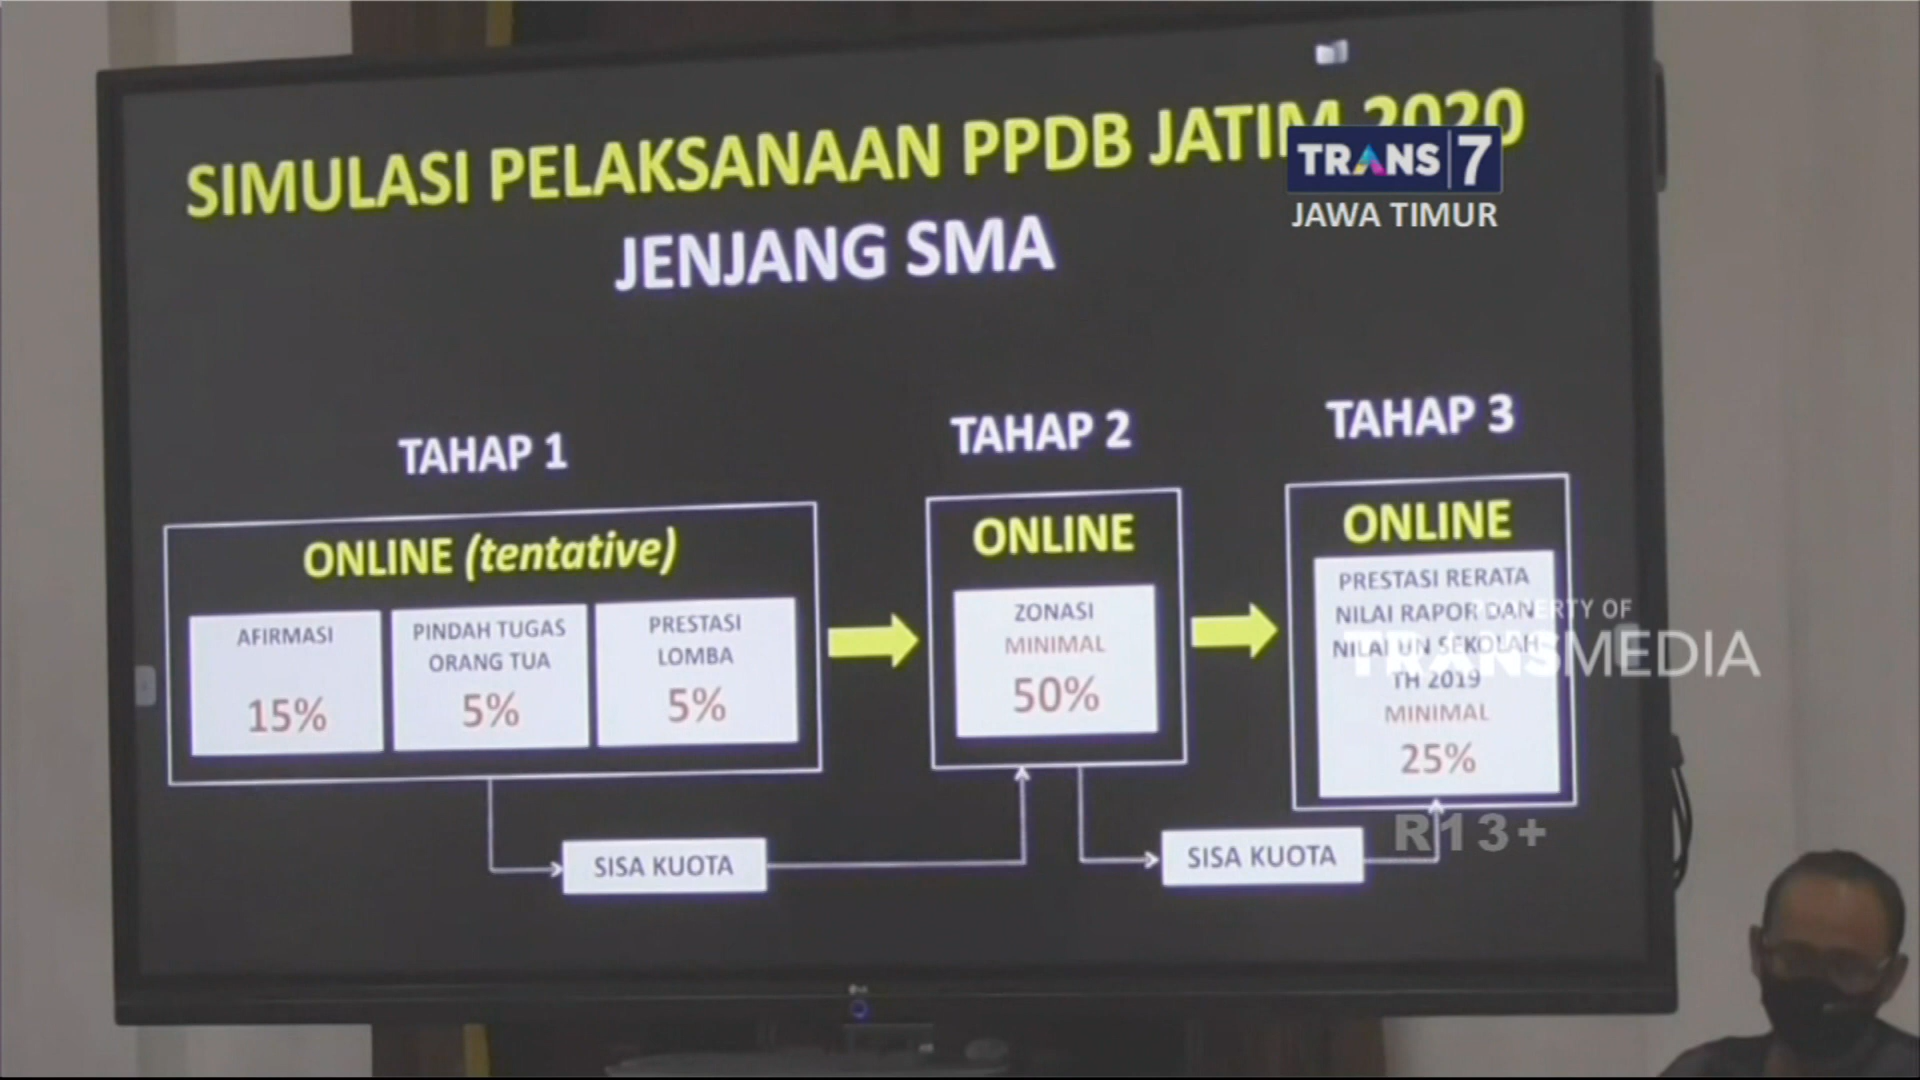 SIMULASI PELAKSANAAN PPDB JATIM 2020
JENJANG SMA
TRANS|7
JAWA TIMUR
TAHAP 1
ONLINE (tentative)
AFIRMASI
15%
PINDAH TUGAS
ORANG TUA
5%
PRESTASI
LOMBA
5%
SISA KUOTA
TAHAP 2
ONLINE
ZONASI
MINIMAL
50%
SISA KUOTA
TAHAP 3
ONLINE
PRESTASI RERATA
NILAI RAPOR DAN
NILAI UN SEKOLAH
TH 2019
MINIMAL
25%
PROPERTY OF
TRANSMEDIA
R13+